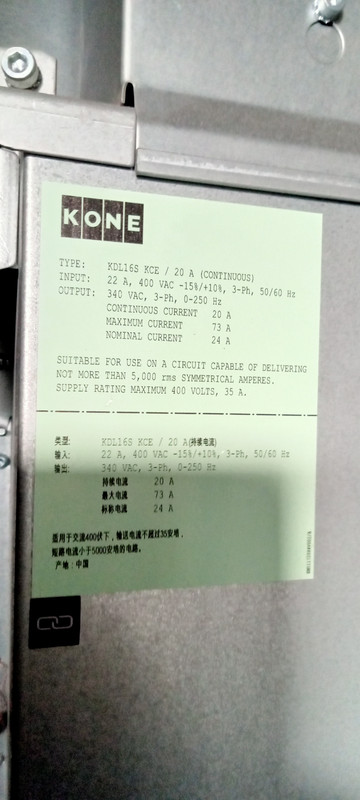 KONE
TYPE: KDL16S KCE / 20 A (CONTINUOUS)
INPUT: 22 A, 400 VAC -15%/+10%, 3-Ph, 50/60 Hz
OUTPUT: 340 VAC, 3-Ph, 0-250 Hz
CONTINUOUS CURRENT 20 A
MAXIMUM CURRENT 73 A
NOMINAL CURRENT 24 A
SUITABLE FOR USE ON A CIRCUIT CAPABLE OF DELIVERING
NOT MORE THAN 5,000 rms SYMMETRICAL AMPERES.
SUPPLY RATING MAXIMUM 400 VOLTS, 35 A.
类型: KDL16S KCE / 20 A(持续电流)
输入: 22 A, 400 VAC -15%/+10%, 3-Ph, 50/60 Hz
输出: 340 VAC, 3-Ph, 0-250 Hz
持续电流 20 A
最大电流 73 A
标称电流 24 A
适用于交流400伏下，输送电流不超过35安培，
短路电流小于5000安培的电路。
产地：中国